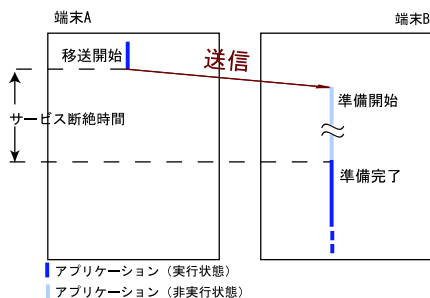 端末A
端末B
移送開始
送信
準備開始
サービス断絶時間
準備完了
アプリケーション（実行状態）
アプリケーション（非実行状態）